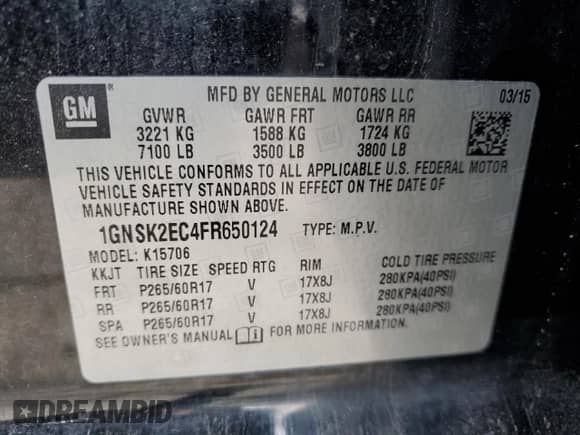 GM ®
MFD BY GENERAL MOTORS LLC 03/15
GVWR GAWR FRT GAWR RR
3221 KG 1588 KG 1724 KG
7100 LB 3500 LB 3800 LB
THIS VEHICLE CONFORMS TO ALL APPLICABLE U.S. FEDERAL MOTOR
VEHICLE SAFETY STANDARDS IN EFFECT ON THE DATE OF
MANUFACTURE SHOWN ABOVE.
1GNSK2EC4FR650124 TYPE: M.P.V.
MODEL: K15706
KKJT TIRE SIZE SPEED RTG RIM COLD TIRE PRESSURE
FRT P265/60R17 V 17X8J 280KPA(40PSI)
RR P265/60R17 V 17X8J 280KPA(40PSI)
SPA P265/60R17 V 17X8J 280KPA(40PSI)
SEE OWNER'S MANUAL FOR MORE INFORMATION.
DREAMBID